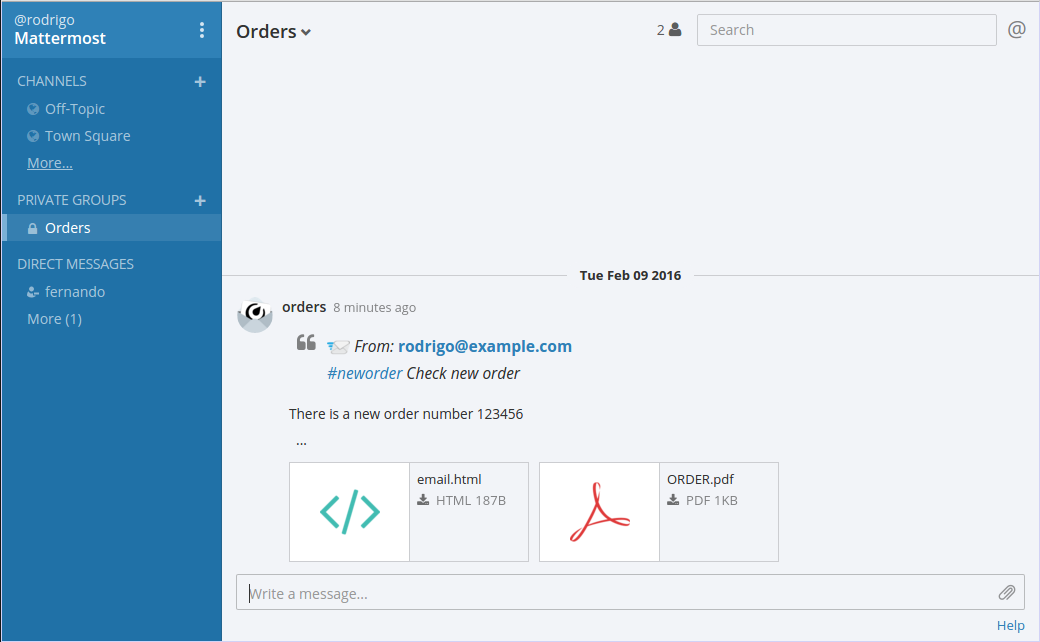 @rodrigo
Mattermost
CHANNELS +
Off-Topic
Town Square
More...
PRIVATE GROUPS +
Orders
DIRECT MESSAGES
fernando
More (1)
Orders
2
Search
@
Tue Feb 09 2016
orders 8 minutes ago
From: rodrigo@example.com
#neworder Check new order
There is a new order number 123456
...
email.html
HTML 187B
ORDER.pdf
PDF 1KB
Write a message...
Help